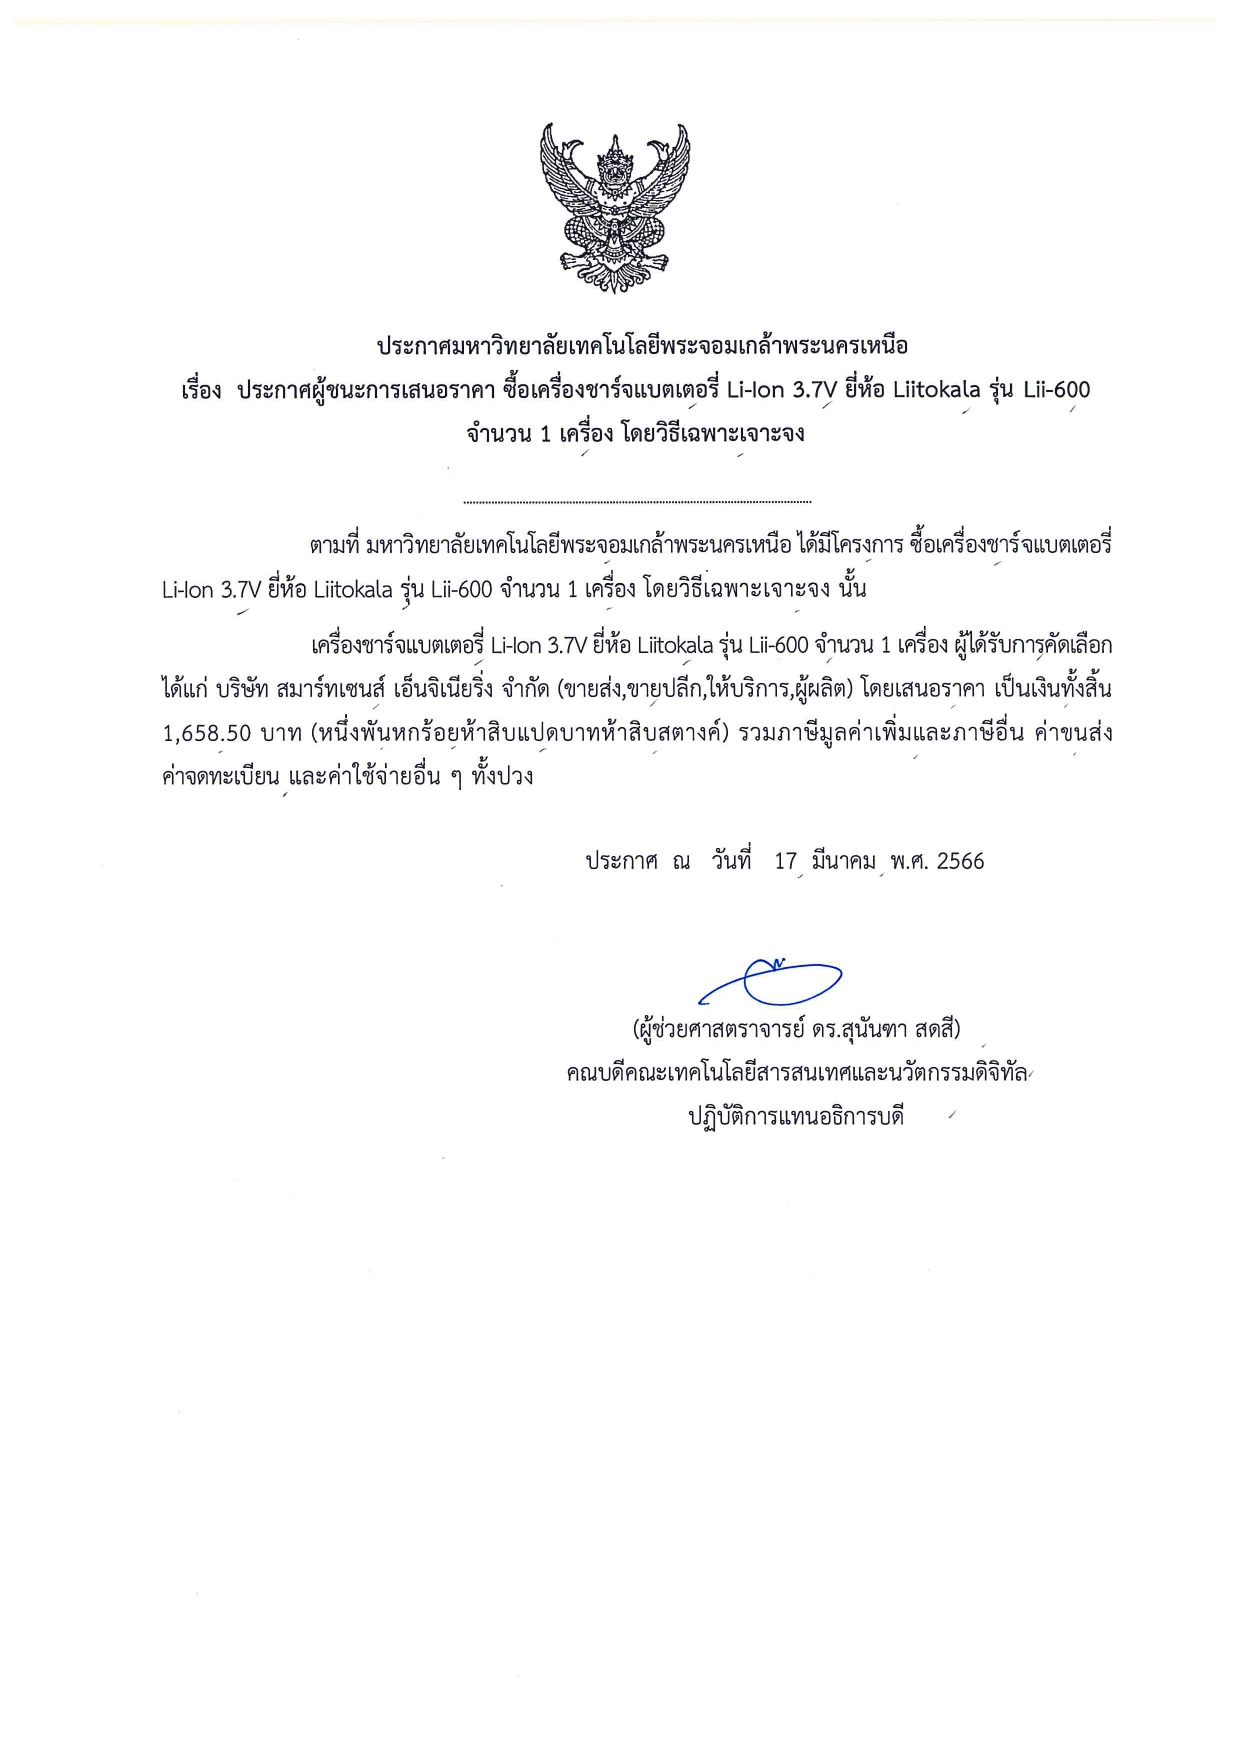 ประกาศมหาวิทยาลัยเทคโนโลยีพระจอมเกล้าพระนครเหนือ
เรื่อง ประกาศผู้ชนะการเสนอราคา ซื้อเครื่องชาร์จแบตเตอรี่ Li-Ion 3.7V ยี่ห้อ Liitokala รุ่น Lii-600
จำนวน 1 เครื่อง โดยวิธีเฉพาะเจาะจง
ตามที่ มหาวิทยาลัยเทคโนโลยีพระจอมเกล้าพระนครเหนือ ได้มีโครงการ ซื้อเครื่องชาร์จแบตเตอรี่
Li-Ion 3.7V ยี่ห้อ Liitokala รุ่น Lii-600 จำนวน 1 เครื่อง โดยวิธีเฉพาะเจาะจง นั้น
เครื่องชาร์จแบตเตอรี่ Li-Ion 3.7V ยี่ห้อ Liitokala รุ่น Lii-600 จำนวน 1 เครื่อง ผู้ได้รับการคัดเลือก
ได้แก่ บริษัท สมาร์ทเซนส์ เอ็นจิเนียริ่ง จำกัด (ขายส่ง,ขายปลีก,ให้บริการ,ผู้ผลิต) โดยเสนอราคา เป็นเงินทั้งสิ้น
1,658.50 บาท (หนึ่งพันหกร้อยห้าสิบแปดบาทห้าสิบสตางค์) รวมภาษีมูลค่าเพิ่มและภาษีอื่น ค่าขนส่ง
ค่าจดทะเบียน และค่าใช้จ่ายอื่น ๆ ทั้งปวง
ประกาศ ณ วันที่ 17 มีนาคม พ.ศ. 2566
(ผู้ช่วยศาสตราจารย์ ดร.สุนันฑา สดสี)
คณบดีคณะเทคโนโลยีสารสนเทศและนวัตกรรมดิจิทัล
ปฏิบัติการแทนอธิการบดี